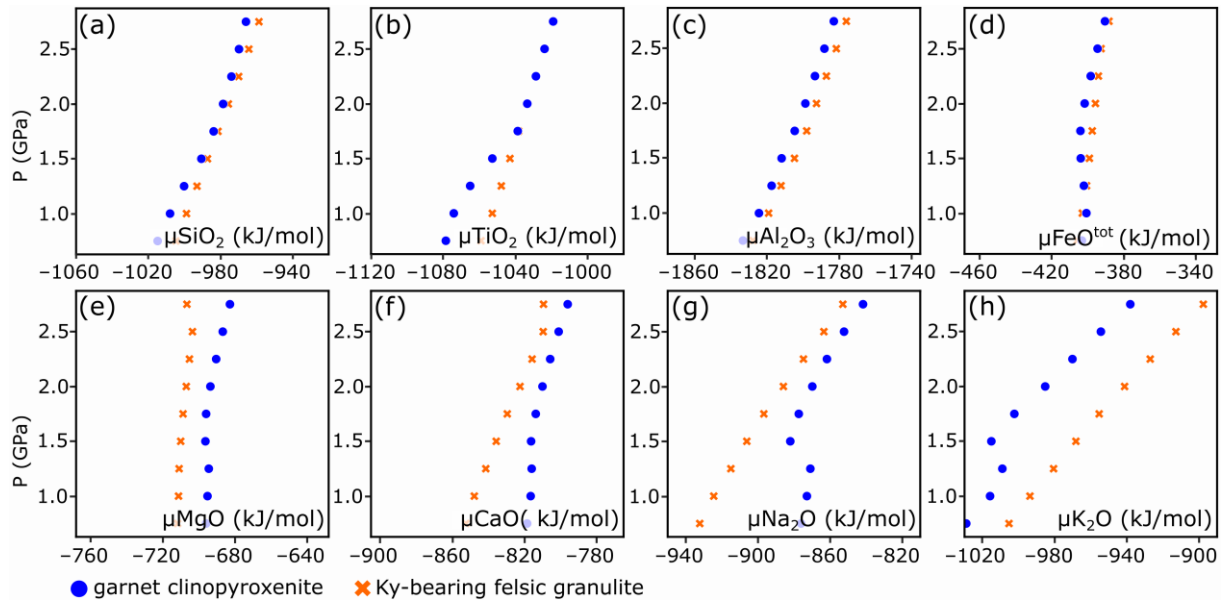 (a) (b) (c) (d)
P (GPa)
2.5
2.0
1.5
1.0
μSiO₂ (kJ/mol) μTiO₂ (kJ/mol) μAl₂O₃ (kJ/mol) μFeOᵗᵒᵗ (kJ/mol)
−1060 −1020 −980 −940 −1120 −1080 −1040 −1000 −1860 −1820 −1780 −1740 −460 −420 −380 −340
(e) (f) (g) (h)
P (GPa)
2.5
2.0
1.5
1.0
μMgO (kJ/mol) μCaO( kJ/mol) μNa₂O (kJ/mol) μK₂O (kJ/mol)
−760 −720 −680 −640 −900 −860 −820 −780 −940 −900 −860 −820 −1020 −980 −940 −900
garnet clinopyroxenite Ky-bearing felsic granulite